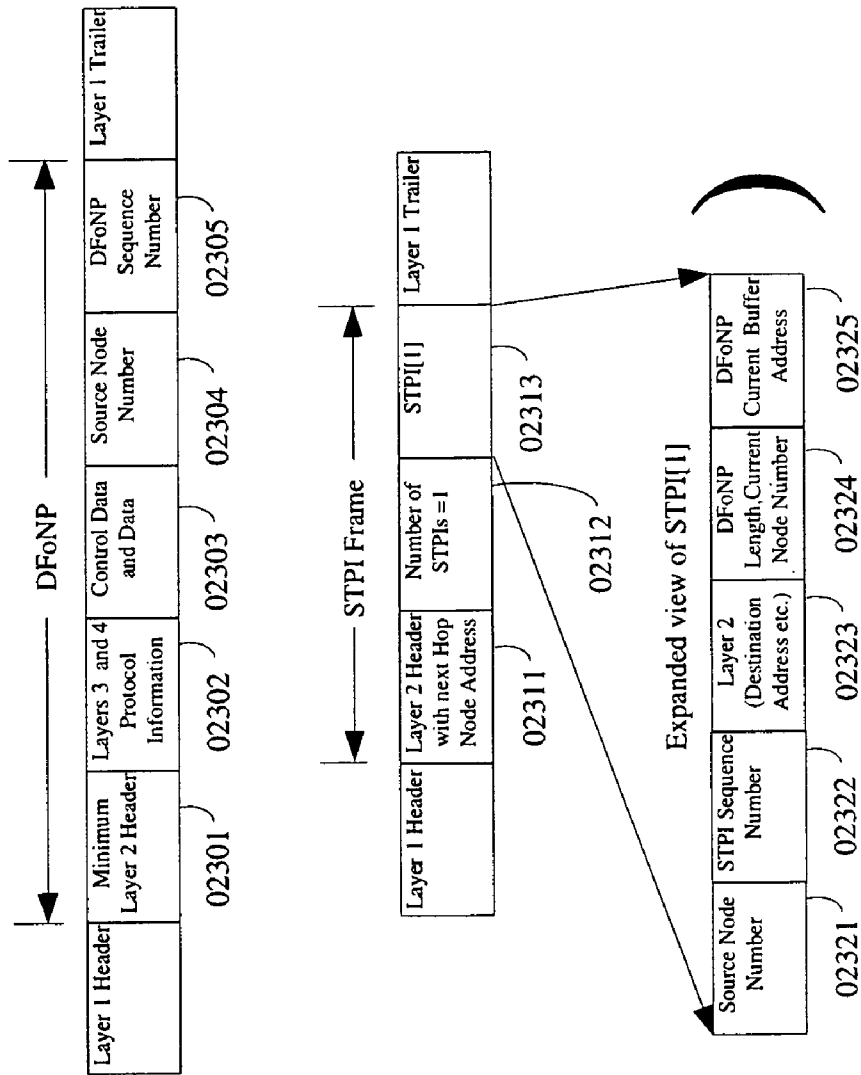 DFoNP
Layer 1 Header
Minimum
Layer 2 Header
Layers 3 and 4
Protocol
Information
Control Data
and Data
Source Node
Number
DFoNP
Sequence
Number
Layer 1 Trailer
02301
02302
02303
02304
02305
STPI Frame
Layer 1 Header
Layer 2 Header
with next Hop
Node Address
Number of
STPIs =1
STPI[1]
Layer 1 Trailer
02311
02312
02313
Expanded view of STPI[1]
Source Node
Number
STPI Sequence
Number
Layer 2
(Destination
Address etc.)
DFoNP
Length,Current
Node Number
DFoNP
Current Buffer
Address
02321
02322
02323
02324
02325